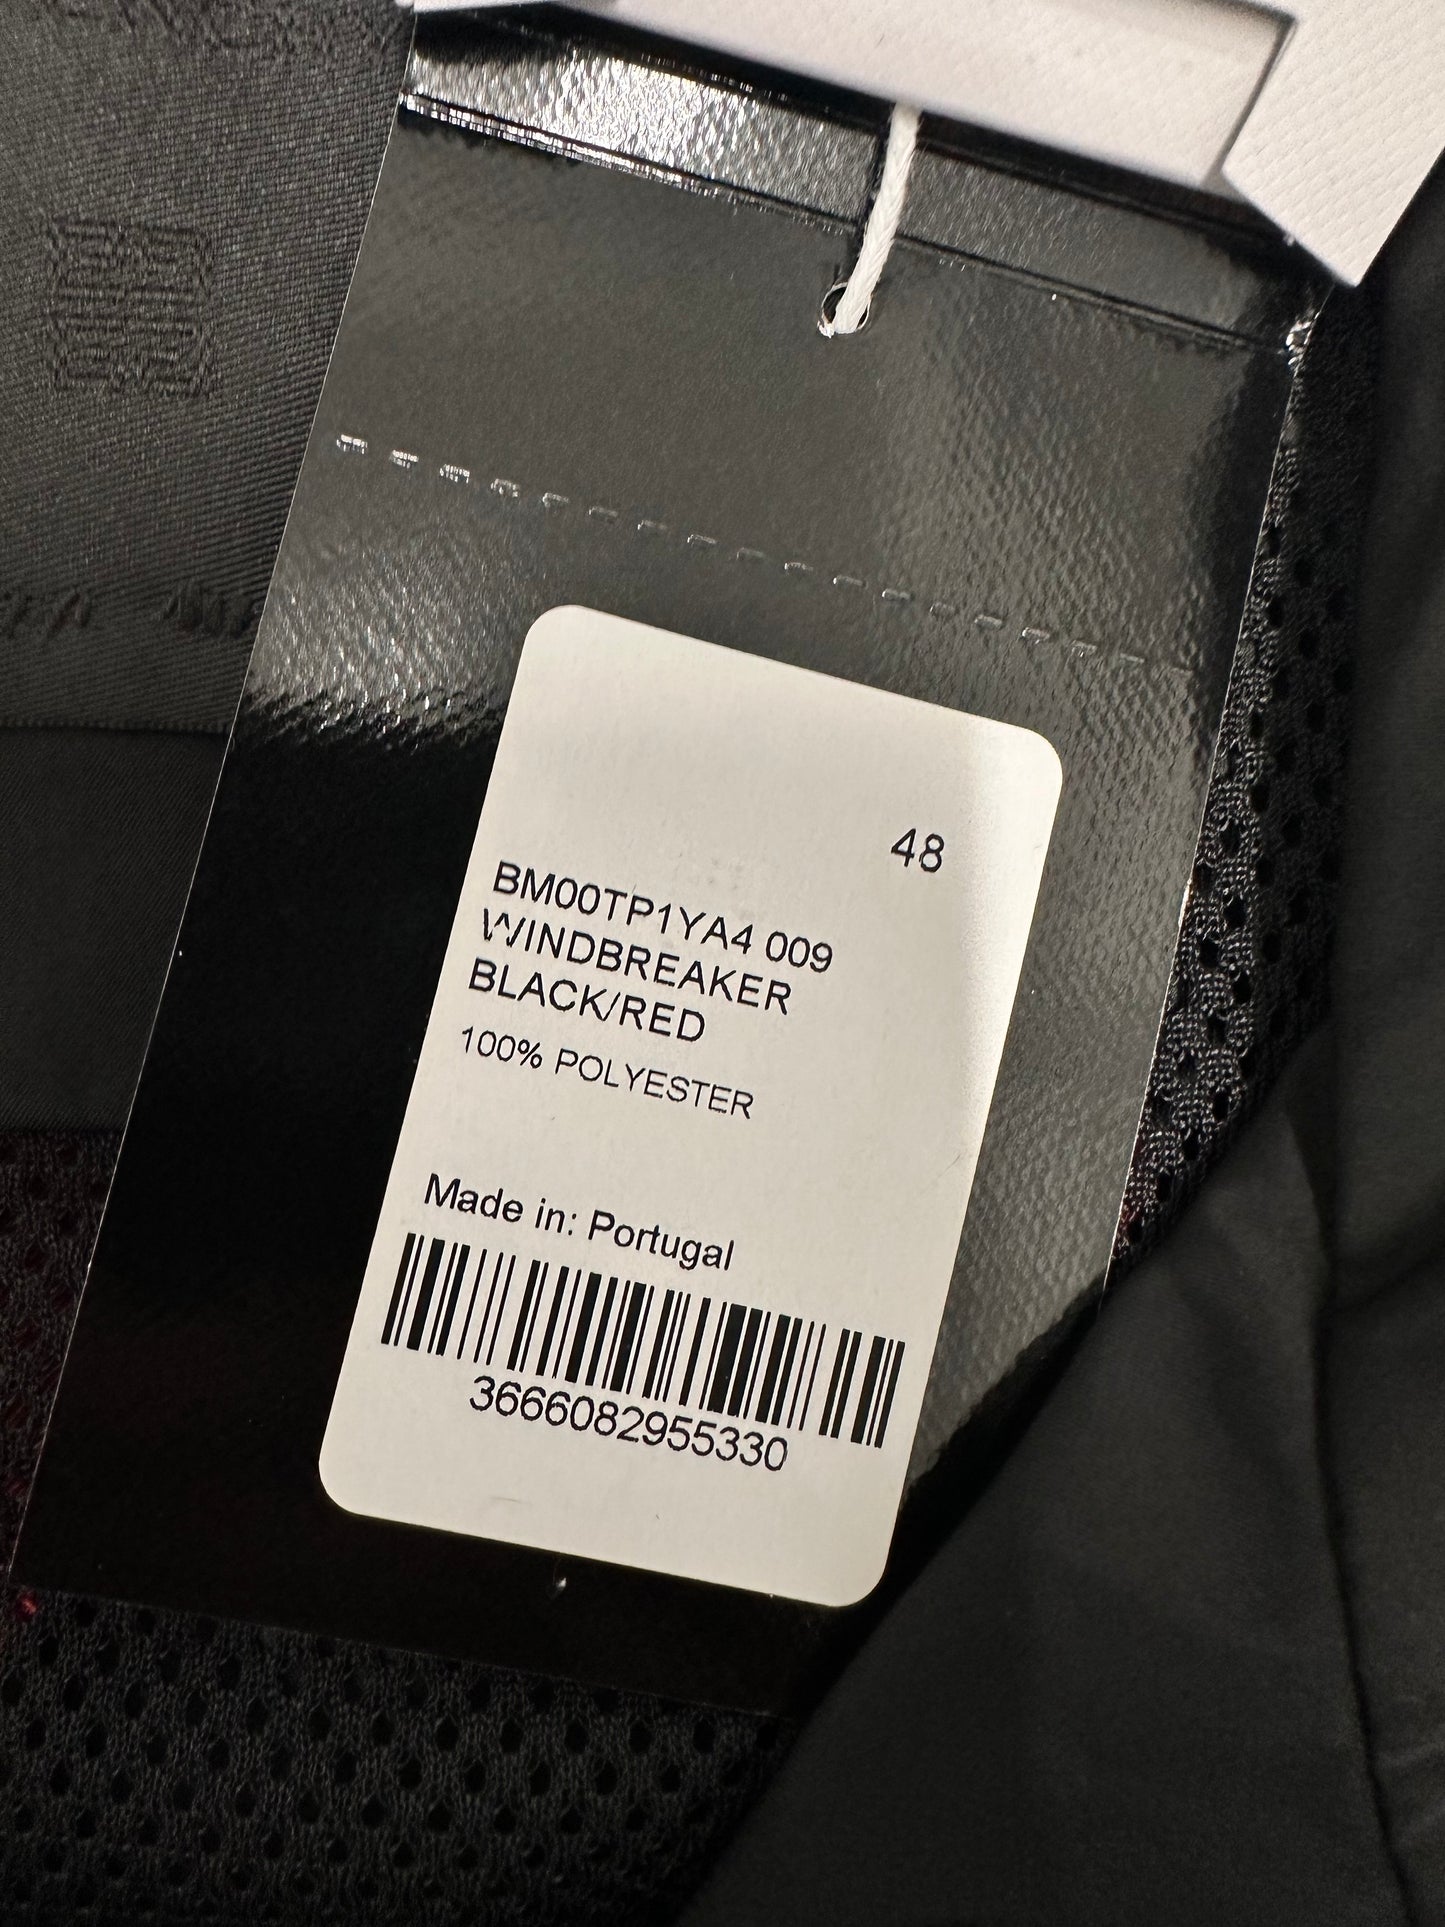 48
BM00TP1YA4 009
WINDBREAKER
BLACK/RED
100% POLYESTER
Made in: Portugal
3666082955330